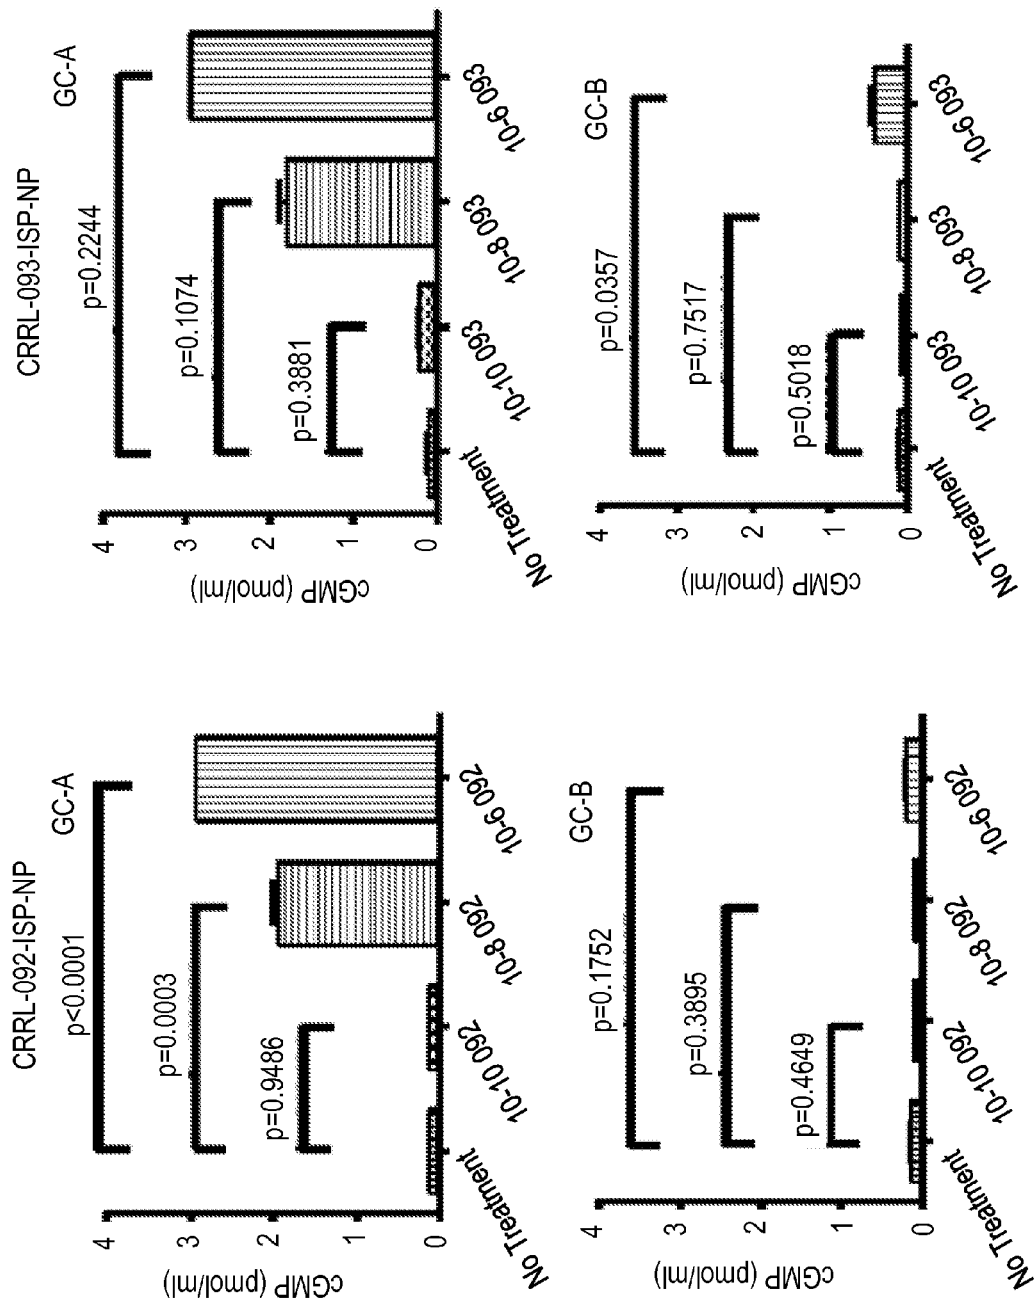 CRRL-092-ISP-NP
GC-A
p<0.0001
p=0.0003
p=0.9486
cGMP (pmol/ml)
4
3
2
1
0
No Treatment
10-10 092
10-8 092
10-6 092
CRRL-093-ISP-NP
GC-A
p=0.2244
p=0.1074
p=0.3881
cGMP (pmol/ml)
4
3
2
1
0
No Treatment
10-10 093
10-8 093
10-6 093
GC-B
p=0.1752
p=0.3895
p=0.4649
cGMP (pmol/ml)
4
3
2
1
0
No Treatment
10-10 092
10-8 092
10-6 092
GC-B
p=0.0357
p=0.7517
p=0.5018
cGMP (pmol/ml)
4
3
2
1
0
No Treatment
10-10 093
10-8 093
10-6 093